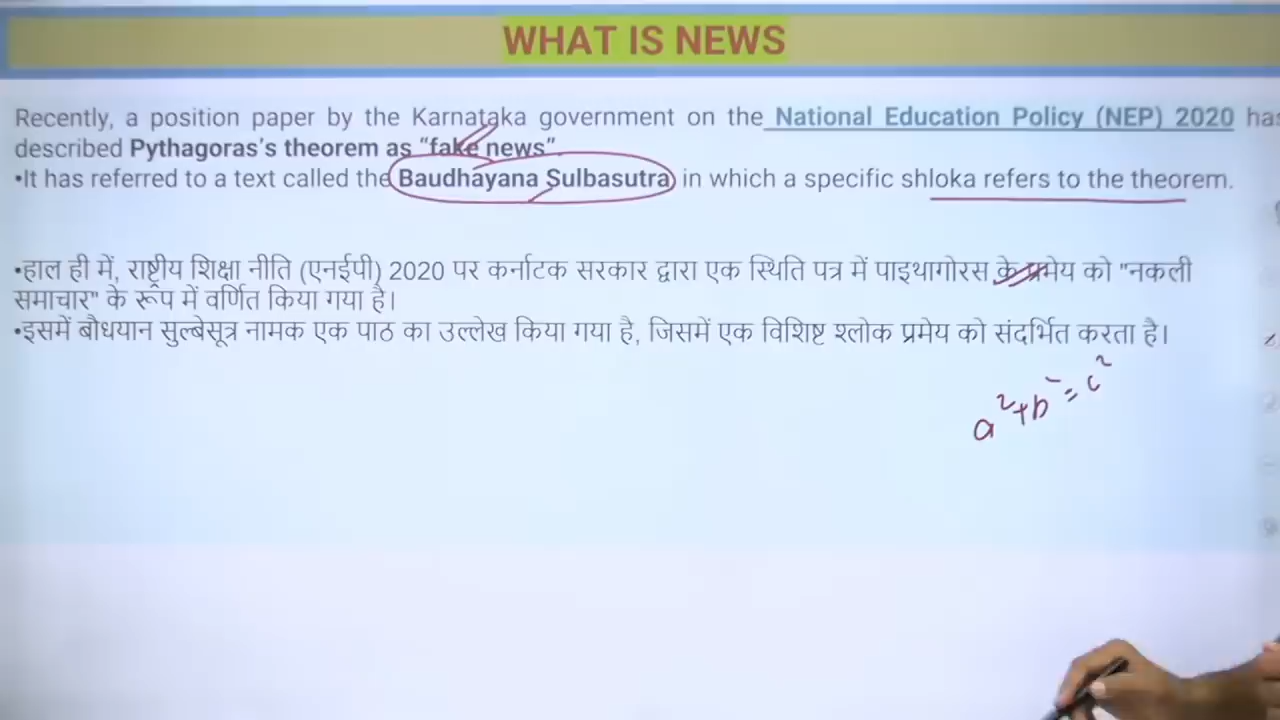 WHAT IS NEWS
Recently, a position paper by the Karnataka government on the National Education Policy (NEP) 2020 has
described Pythagoras's theorem as "fake news".
•It has referred to a text called the Baudhayana Sulbasutra in which a specific shloka refers to the theorem.
•हाल ही में, राष्ट्रीय शिक्षा नीति (एनईपी) 2020 पर कर्नाटक सरकार द्वारा एक स्थिति पत्र में पाइथागोरस के प्रमेय को "नकली
समाचार" के रूप में वर्णित किया गया है।
•इसमें बौधयान सुल्बेसूत्र नामक एक पाठ का उल्लेख किया गया है, जिसमें एक विशिष्ट श्लोक प्रमेय को संदर्भित करता है।
a²+b²=c²